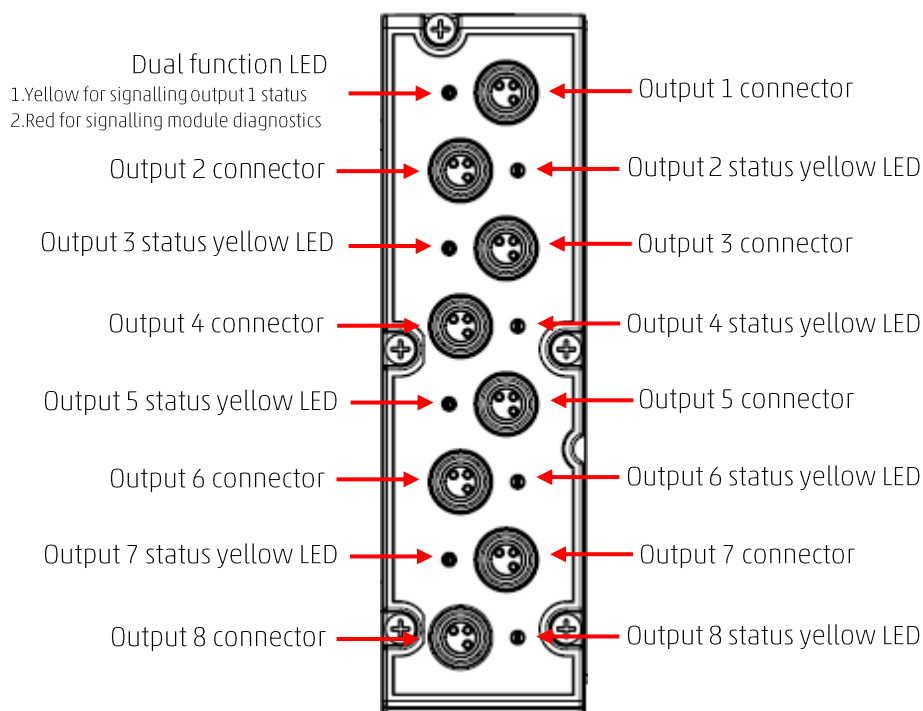 Dual function LED
1.Yellow for signalling output 1 status
2.Red for signalling module diagnostics
Output 1 connector
Output 2 connector
Output 2 status yellow LED
Output 3 status yellow LED
Output 3 connector
Output 4 connector
Output 4 status yellow LED
Output 5 status yellow LED
Output 5 connector
Output 6 connector
Output 6 status yellow LED
Output 7 status yellow LED
Output 7 connector
Output 8 connector
Output 8 status yellow LED